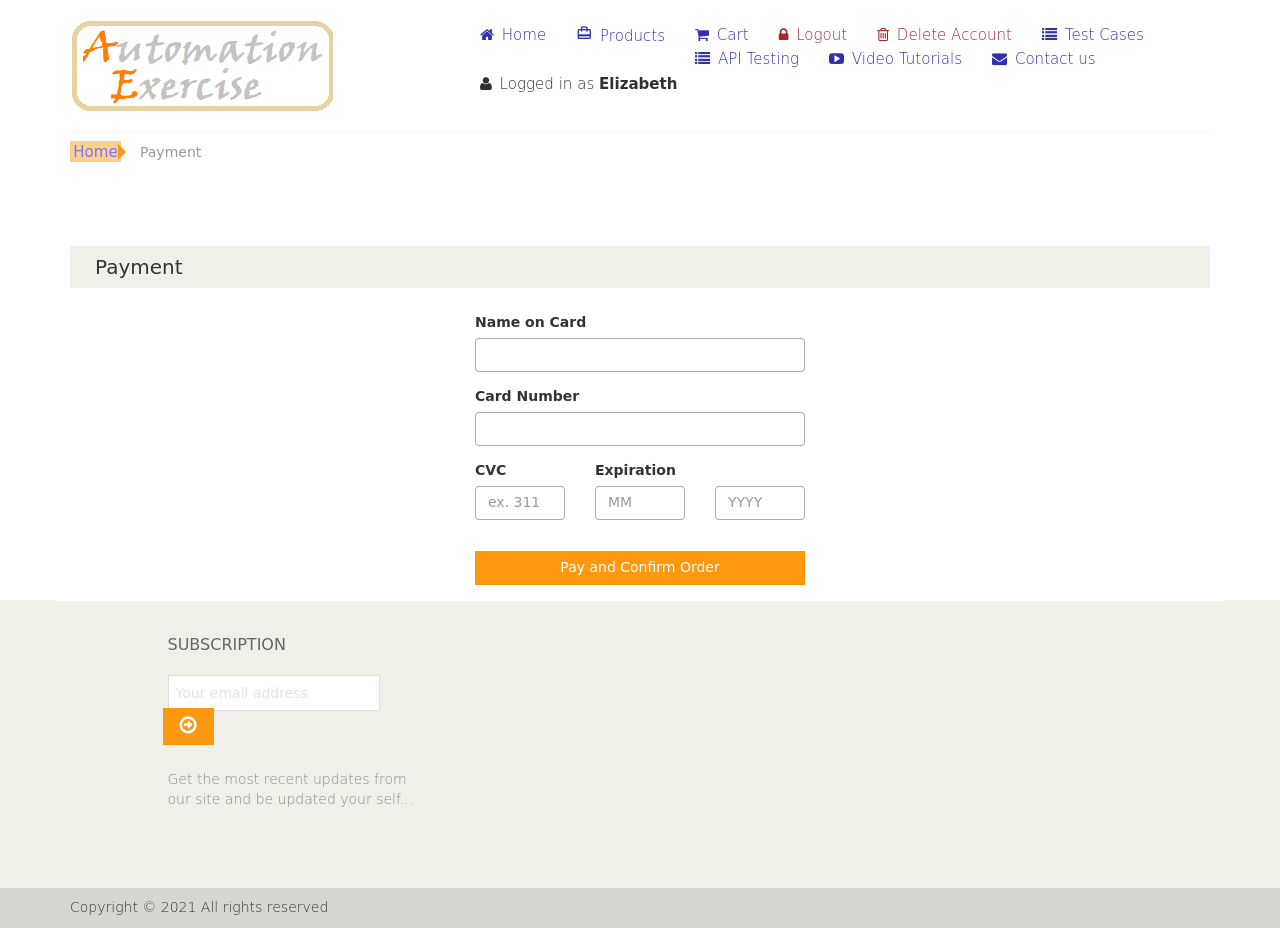 Automation
Exercise
Home Products Cart Logout Delete Account Test Cases
API Testing Video Tutorials Contact us
Logged in as Elizabeth
Home Payment
Payment
Name on Card
Card Number
CVC Expiration
ex. 311 MM YYYY
Pay and Confirm Order
SUBSCRIPTION
Your email address
Get the most recent updates from
our site and be updated your self...
Copyright © 2021 All rights reserved